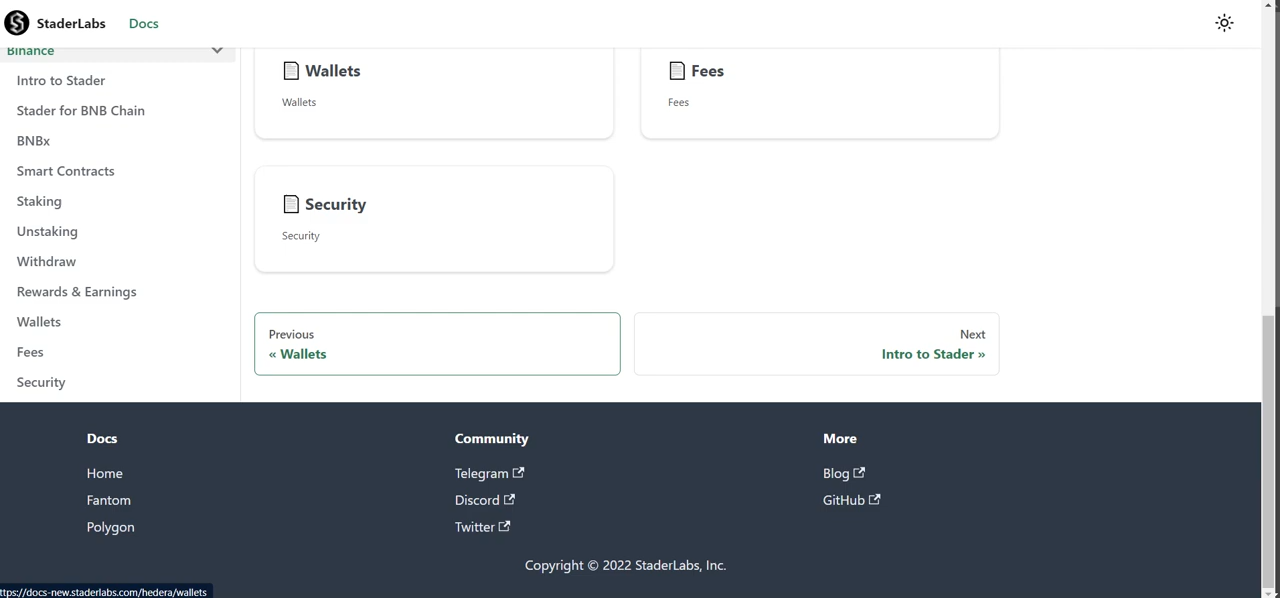 StaderLabs
Docs
Binance
Intro to Stader
Stader for BNB Chain
BNBx
Smart Contracts
Staking
Unstaking
Withdraw
Rewards & Earnings
Wallets
Fees
Security
Wallets
Wallets
Fees
Fees
Security
Security
Previous
« Wallets
Next
Intro to Stader »
Docs
Home
Fantom
Polygon
Community
Telegram
Discord
Twitter
More
Blog
GitHub
Copyright © 2022 StaderLabs, Inc.
ttps://docs-new.staderlabs.com/hedera/wallets